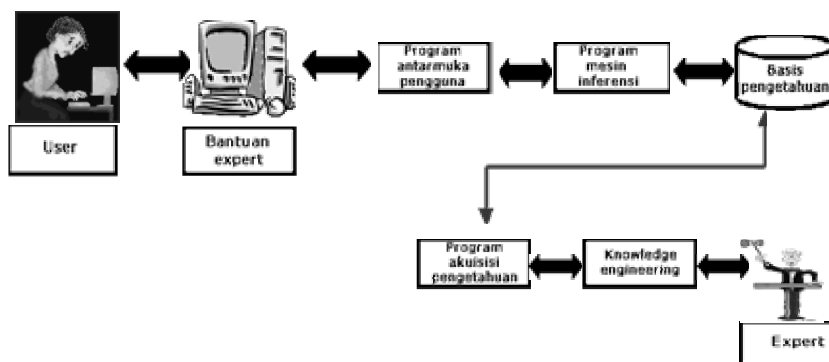 Program
antarmuka
pengguna
Program
mesin
inferensi
Basis
pengetahuan
User
Bantuan
expert
Program
akuisisi
pengetahuan
Knowledge
engineering
Expert